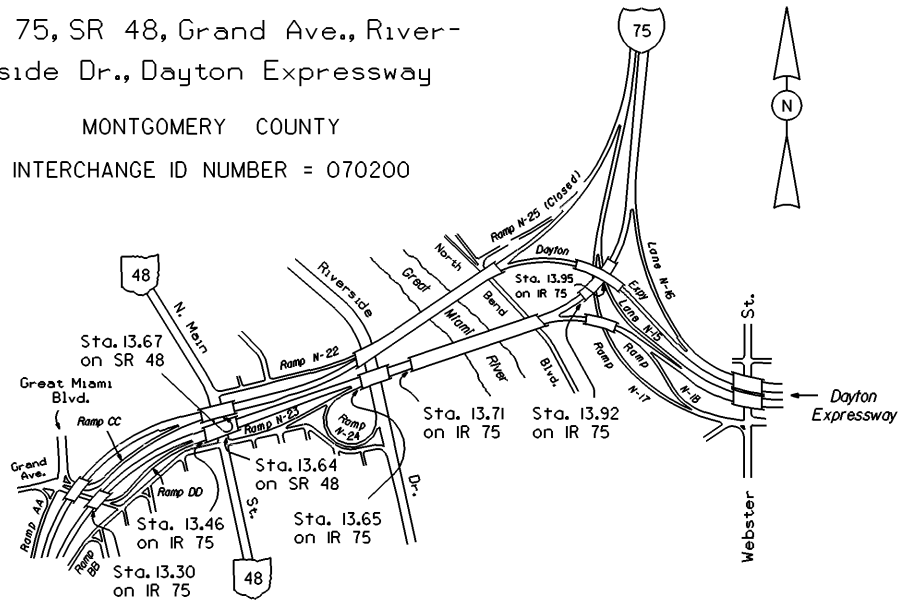 75, SR 48, Grand Ave., River-
side Dr., Dayton Expressway
MONTGOMERY COUNTY
INTERCHANGE ID NUMBER = 070200
75
N
Ramp N-25 (Closed)
North
Bend
Blvd.
Dayton
Expy
Lane N-16
Lane N-15
Sta. 13.95
on IR 75
48
Riverside
Dr.
Great
Miami
River
N. Main
St.
Sta. 13.67
on SR 48
Ramp N-22
Great Miami
Blvd.
Ramp CC
Ramp N-23
Ramp
N-24
Ramp
N-17
Ramp
N-18
St.
Webster
Dayton
Expressway
Sta. 13.71
on IR 75
Sta. 13.92
on IR 75
Grand
Ave.
Ramp AA
Ramp DD
Sta. 13.64
on SR 48
Sta. 13.46
on IR 75
Sta. 13.65
on IR 75
Ramp
BB
Sta. 13.30
on IR 75
48